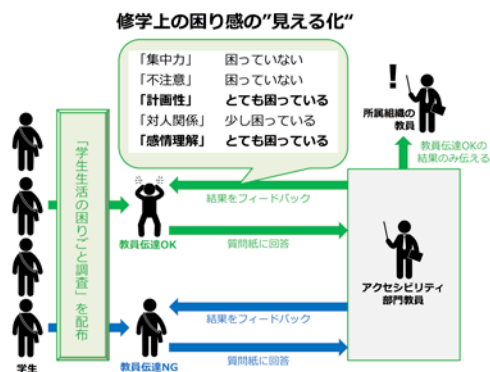 修学上の困り感の”見える化“
「集中力」 困っていない
「不注意」 困っていない
「計画性」 とても困っている
「対人関係」 少し困っている
「感情理解」 とても困っている
!
所属組織の
教員
教員伝達OKの
結果のみ伝える
「学生生活の困りごと調査」を配布
結果をフィードバック
教員伝達OK
質問紙に回答
アクセシビリティ
部門教員
結果をフィードバック
質問紙に回答
学生
教員伝達NG